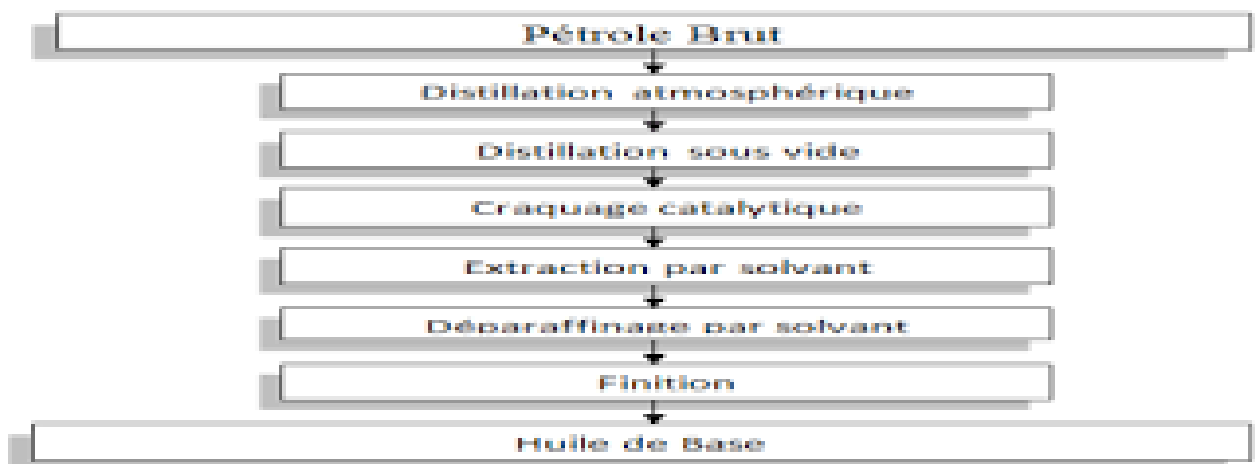 Pétrole Brut
Distillation atmosphérique
Distillation sous vide
Craquage catalytique
Extraction par solvant
Déparaffinage par solvant
Finition
Huile de Base